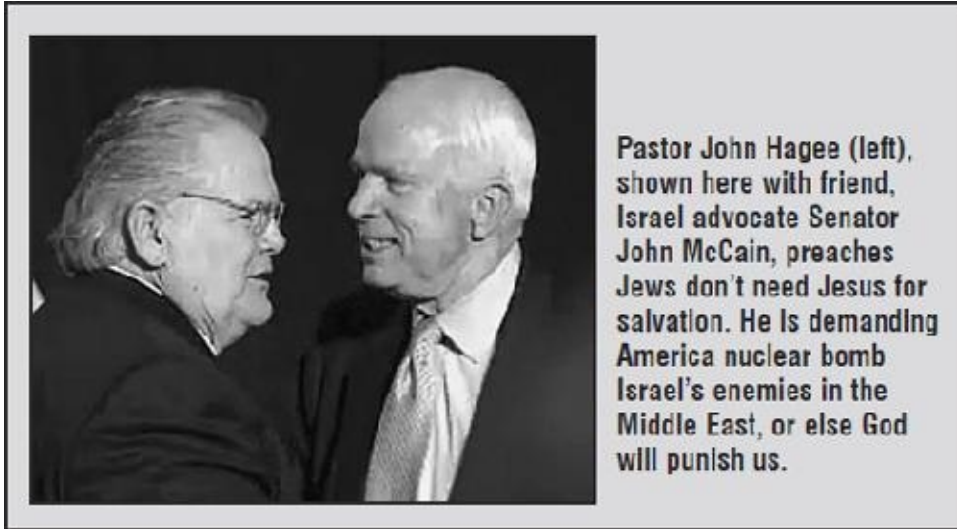 Pastor John Hagee (left),
shown here with friend,
Israel advocate Senator
John McCain, preaches
Jews don't need Jesus for
salvation. He is demanding
America nuclear bomb
Israel's enemies in the
Middle East, or else God
will punish us.